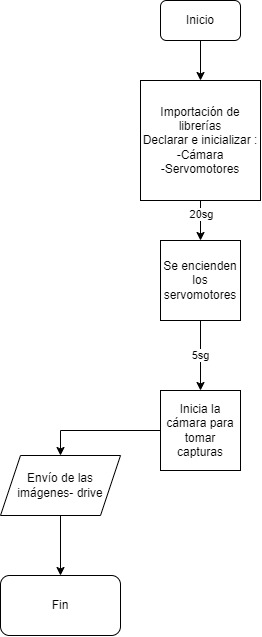 Inicio
Importación de
librerías
Declarar e inicializar :
-Cámara
-Servomotores
20sg
Se encienden
los
servomotores
5sg
Inicia la
cámara para
tomar
capturas
Envío de las
imágenes- drive
Fin